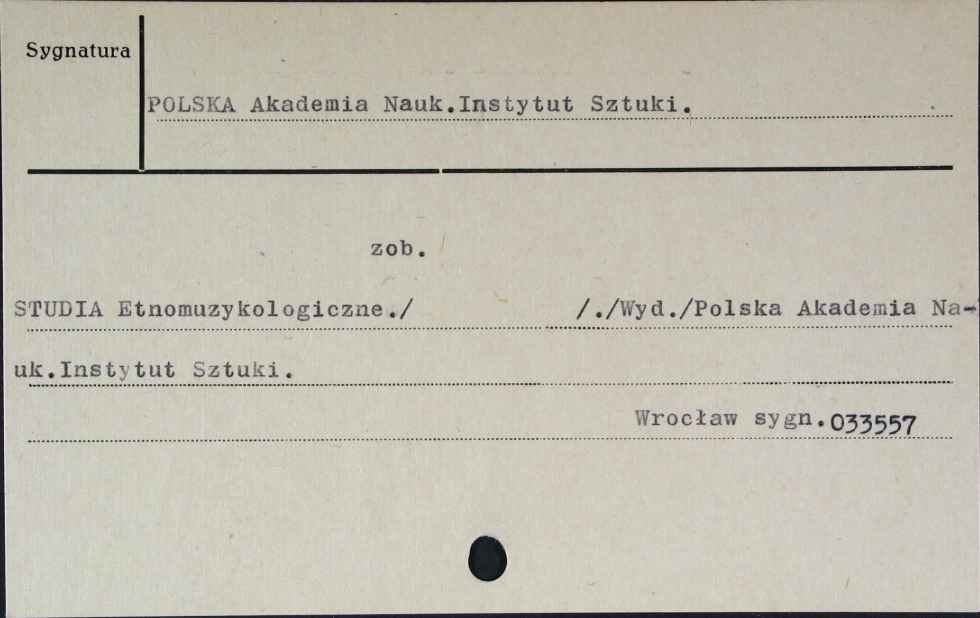 Sygnatura
POLSKA Akademia Nauk.Instytut Sztuki.
zob.
STUDIA Etnomuzykologiczne./ /./Wyd./Polska Akademia Na-
uk.Instytut Sztuki.
Wrocław sygn.033557